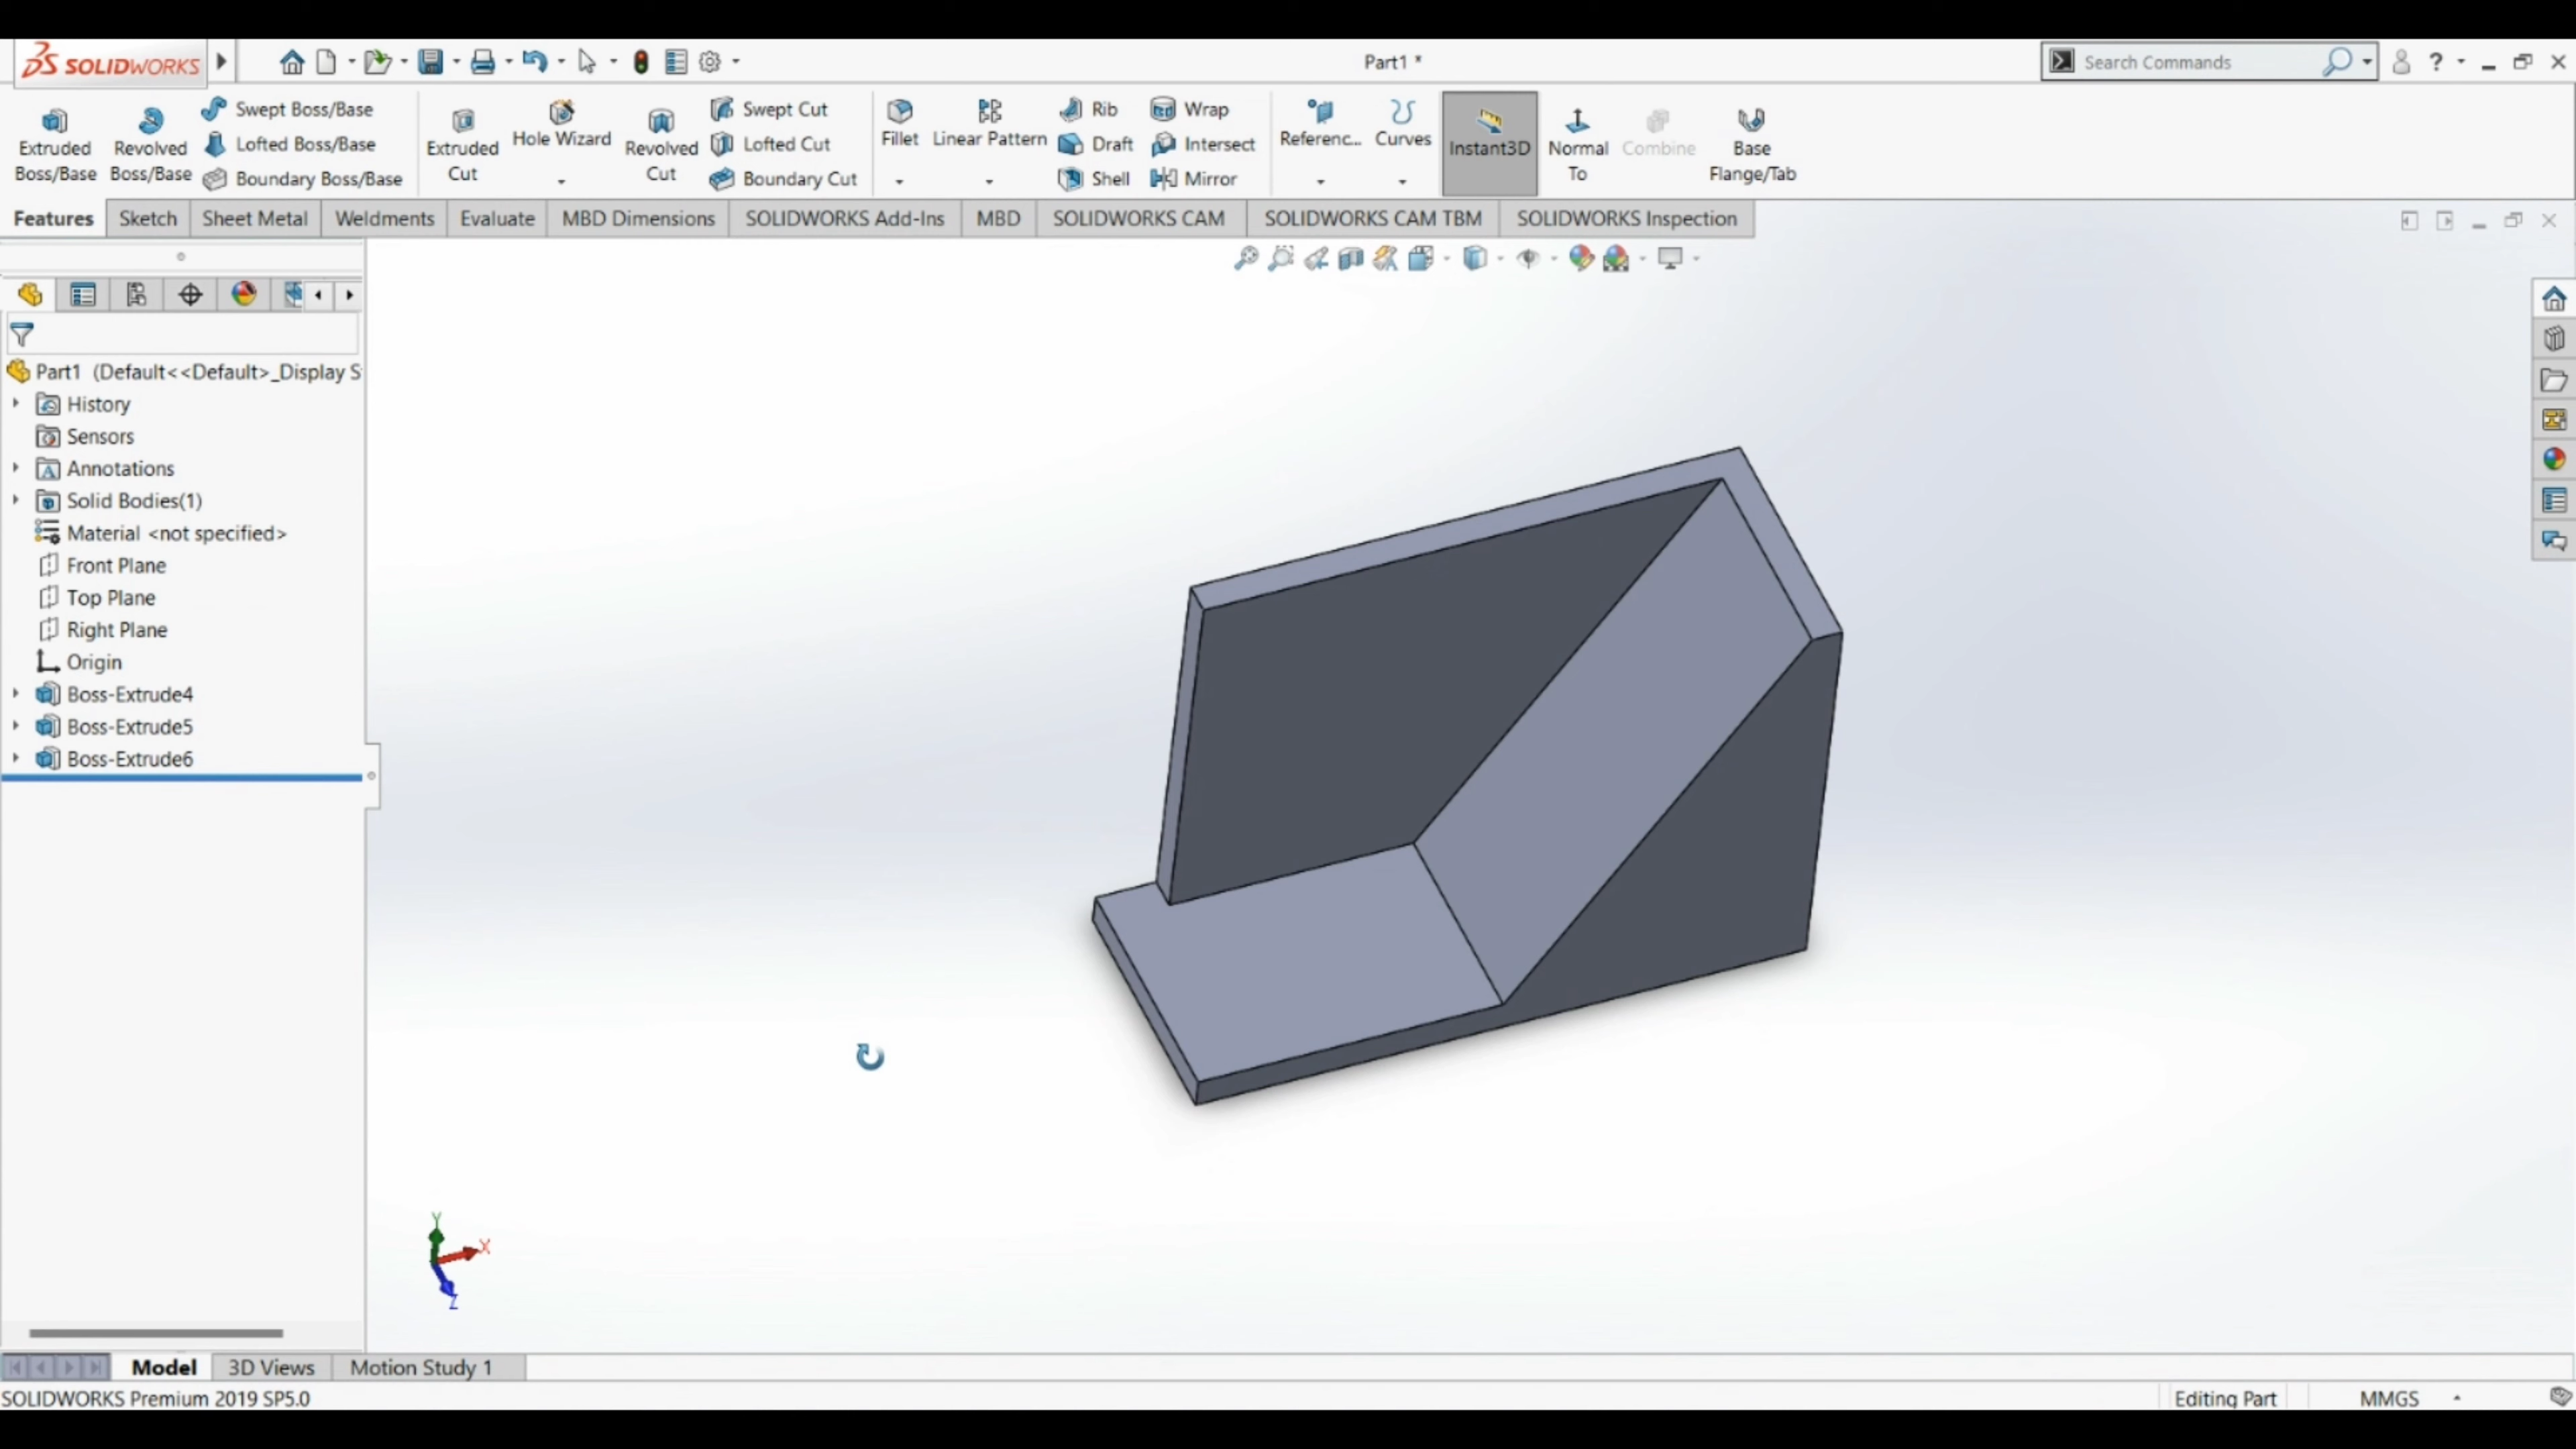 SOLIDWORKS
Part1 *
Search Commands
?
Extruded Boss/Base
Revolved Boss/Base
Swept Boss/Base
Lofted Boss/Base
Boundary Boss/Base
Extruded Cut
Hole Wizard
Revolved Cut
Swept Cut
Lofted Cut
Boundary Cut
Fillet
Linear Pattern
Rib
Draft
Shell
Wrap
Intersect
Mirror
Referenc...
Curves
Instant3D
Normal To
Combine
Base Flange/Tab
Features
Sketch
Sheet Metal
Weldments
Evaluate
MBD Dimensions
SOLIDWORKS Add-Ins
MBD
SOLIDWORKS CAM
SOLIDWORKS CAM TBM
SOLIDWORKS Inspection
Part1 (Default<<Default>_Display S
History
Sensors
Annotations
Solid Bodies(1)
Material <not specified>
Front Plane
Top Plane
Right Plane
Origin
Boss-Extrude4
Boss-Extrude5
Boss-Extrude6
Y
X
Z
Model
3D Views
Motion Study 1
SOLIDWORKS Premium 2019 SP5.0
Editing Part
MMGS